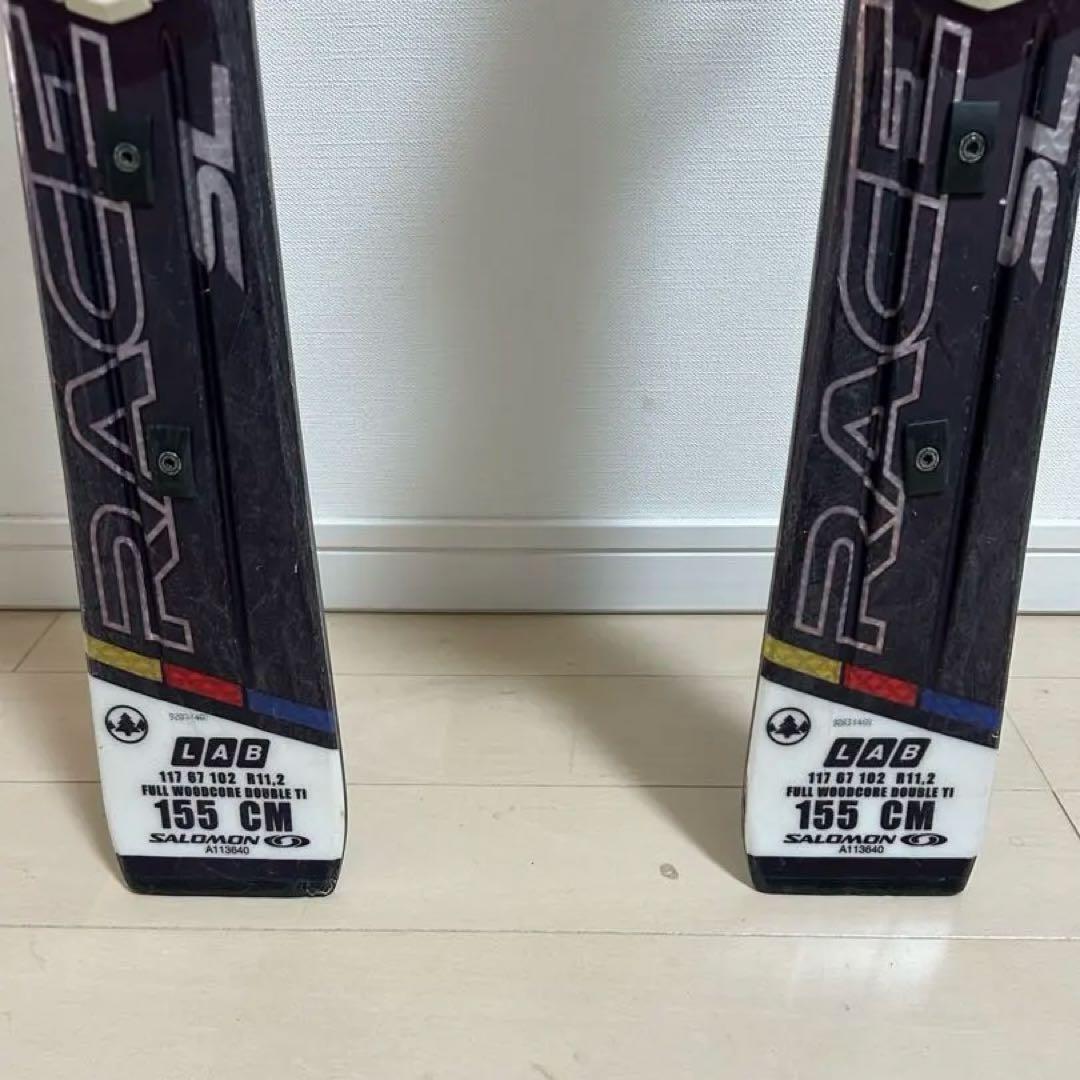 RACE
SL
LAB
117 67 102 R11,2
FULL WOODCORE DOUBLE TI
155 CM
SALOMON
A113640
RACE
SL
LAB
117 67 102 R11,2
FULL WOODCORE DOUBLE TI
155 CM
SALOMON
A113640